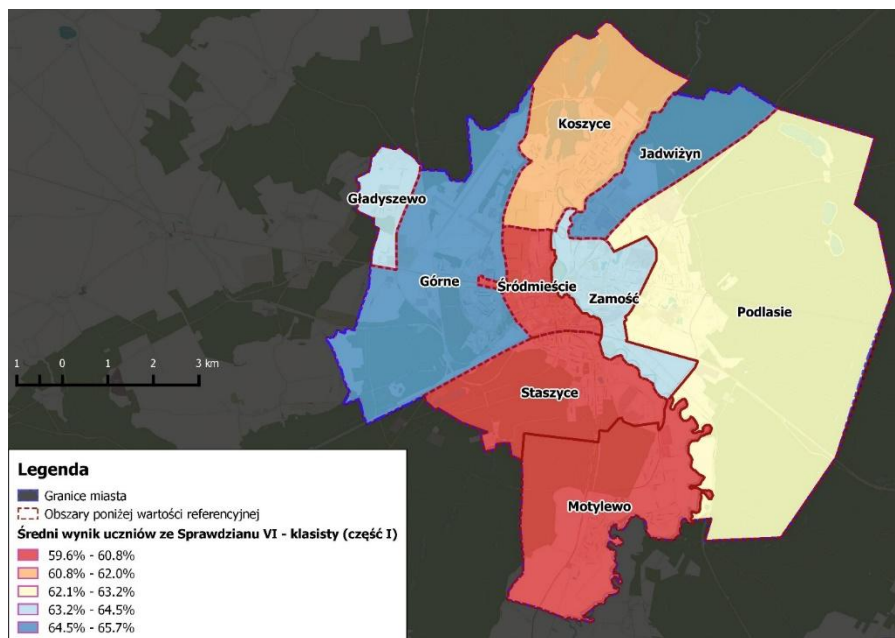 Koszyce
Jadwiżyn
Gładyszewo
Górne
Śródmieście
Zamość
Podlasie
1 0 1 2 3 km
Staszyce
Motylewo
Legenda
Granice miasta
Obszary poniżej wartości referencyjnej
Średni wynik uczniów ze Sprawdzianu VI - klasisty (część I)
59.6% - 60.8%
60.8% - 62.0%
62.1% - 63.2%
63.2% - 64.5%
64.5% - 65.7%